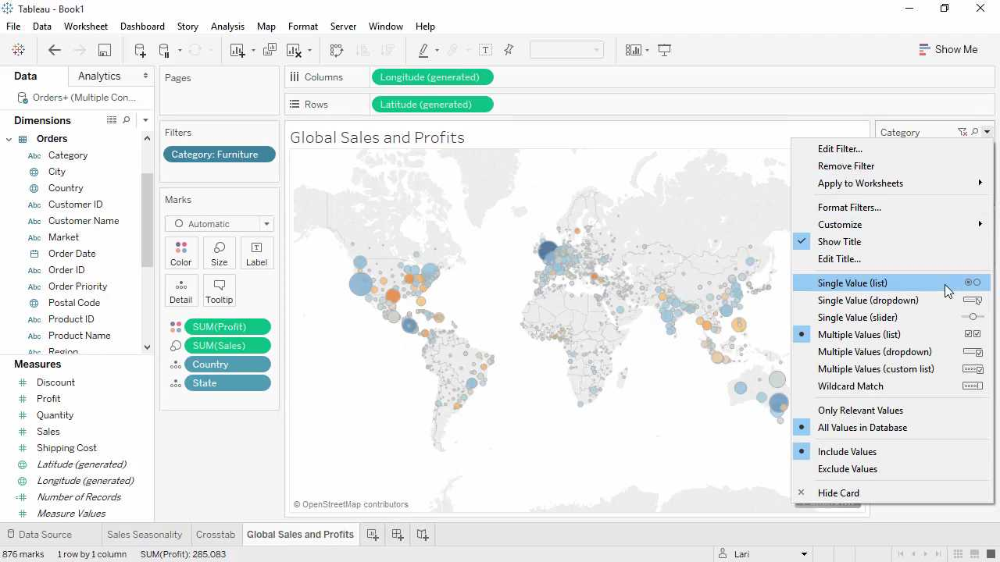 Tableau - Book1
File Data Worksheet Dashboard Story Analysis Map Format Server Window Help
Show Me
Data Analytics
Orders+ (Multiple Con...
Dimensions
Orders
Abc Category
City
Country
Abc Customer ID
Abc Customer Name
Abc Market
Order Date
Abc Order ID
Abc Order Priority
Postal Code
Abc Product ID
Abc Product Name
Abc Region
Measures
Discount
Profit
Quantity
Sales
Shipping Cost
Latitude (generated)
Longitude (generated)
Number of Records
Measure Values
Pages
Filters
Category: Furniture
Marks
Automatic
Color Size Label
Detail Tooltip
SUM(Profit)
SUM(Sales)
Country
State
Columns Longitude (generated)
Rows Latitude (generated)
Global Sales and Profits
© OpenStreetMap contributors
Category
Edit Filter...
Remove Filter
Apply to Worksheets
Format Filters...
Customize
Show Title
Edit Title...
Single Value (list)
Single Value (dropdown)
Single Value (slider)
Multiple Values (list)
Multiple Values (dropdown)
Multiple Values (custom list)
Wildcard Match
Only Relevant Values
All Values in Database
Include Values
Exclude Values
Hide Card
Data Source Sales Seasonality Crosstab Global Sales and Profits
876 marks 1 row by 1 column SUM(Profit): 285,083 Lari